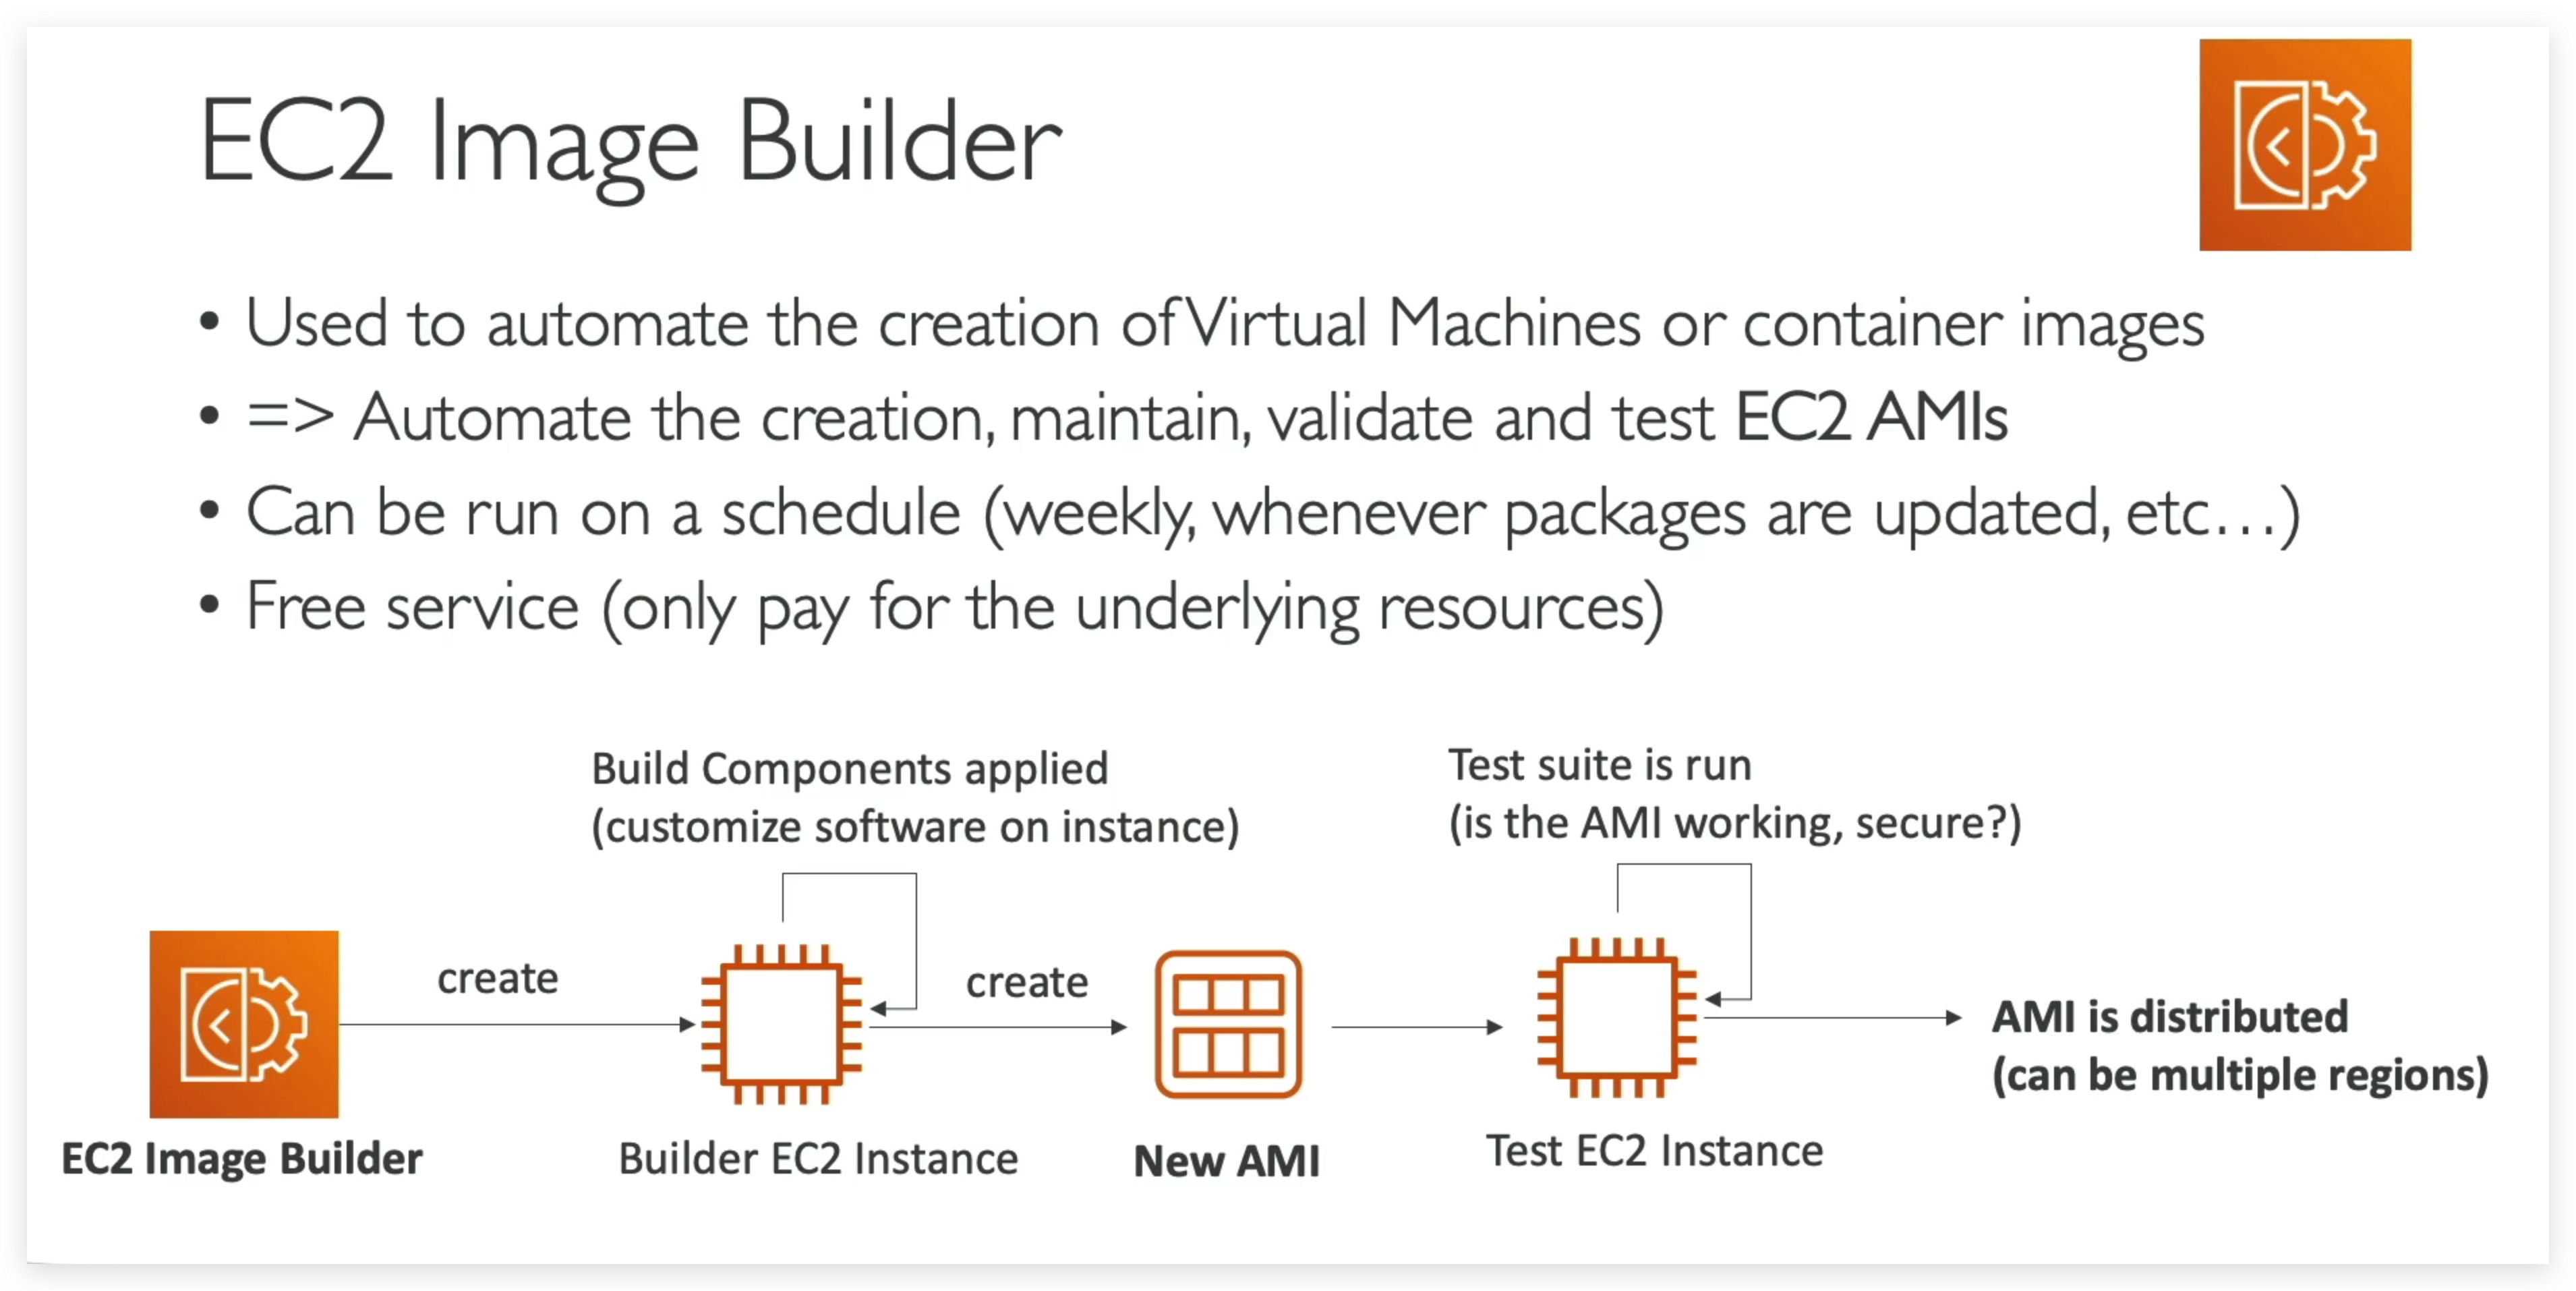 EC2 Image Builder
• Used to automate the creation of Virtual Machines or container images
• => Automate the creation, maintain, validate and test EC2 AMIs
• Can be run on a schedule (weekly, whenever packages are updated, etc…)
• Free service (only pay for the underlying resources)
Build Components applied
(customize software on instance)
Test suite is run
(is the AMI working, secure?)
create
create
AMI is distributed
(can be multiple regions)
EC2 Image Builder
Builder EC2 Instance
New AMI
Test EC2 Instance